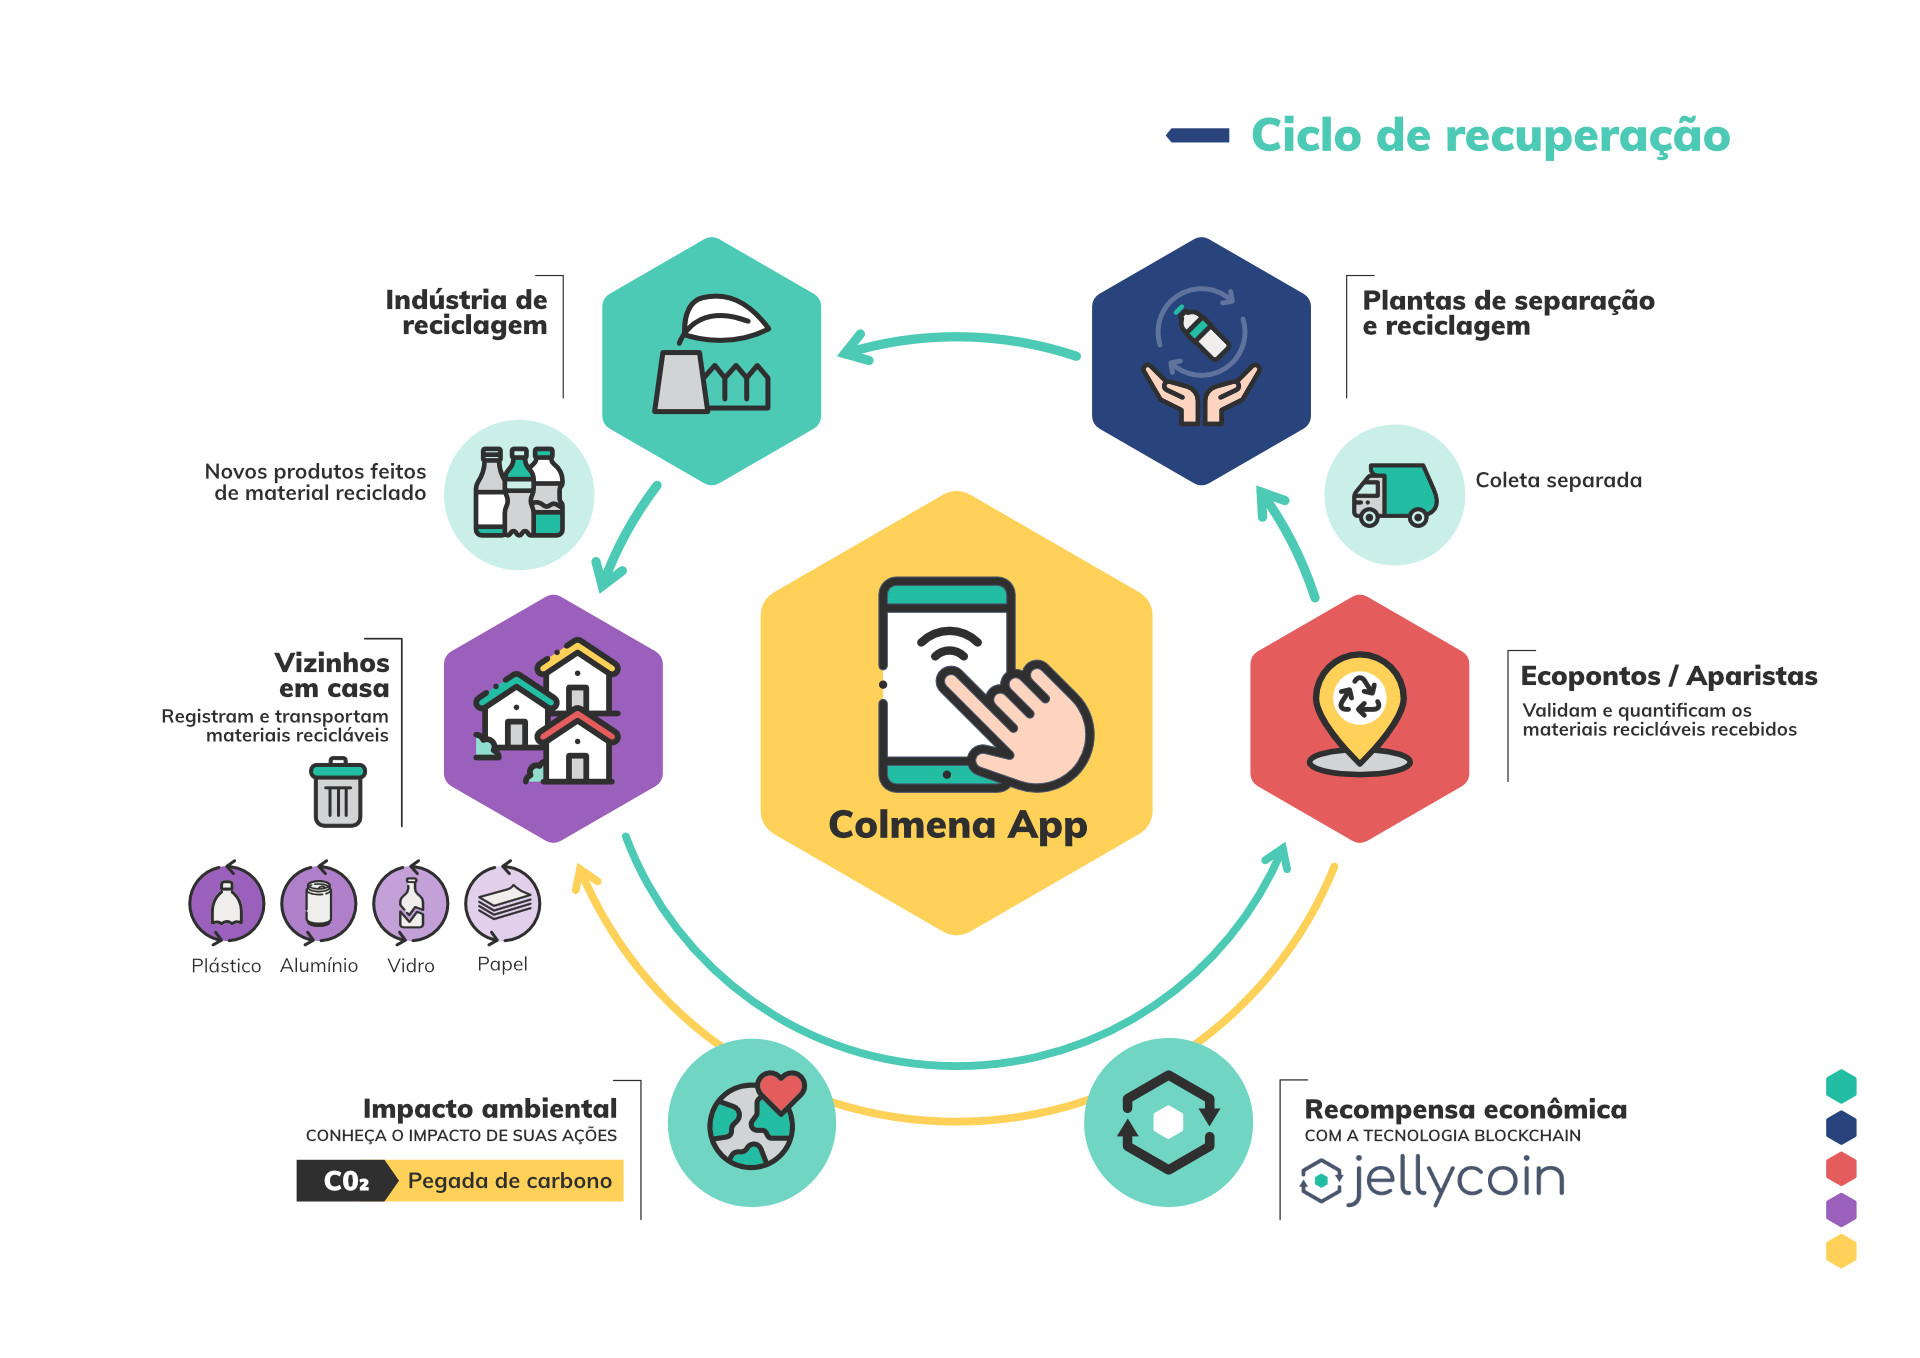 Ciclo de recuperação
Indústria de
reciclagem
Plantas de separação
e reciclagem
Novos produtos feitos
de material reciclado
Coleta separada
Vizinhos
em casa
Registram e transportam
materiais recicláveis
Colmena App
Ecopontos / Aparistas
Validam e quantificam os
materiais recicláveis recebidos
Plástico
Alumínio
Vidro
Papel
Impacto ambiental
CONHEÇA O IMPACTO DE SUAS AÇÕES
C0₂ Pegada de carbono
Recompensa econômica
COM A TECNOLOGIA BLOCKCHAIN
jellycoin